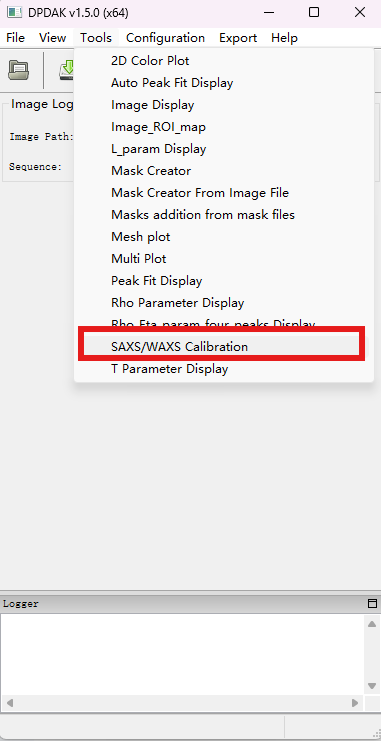 DPDAK v1.5.0 (x64)
File View Tools Configuration Export Help
2D Color Plot
Auto Peak Fit Display
Image Log
Image Display
Image_ROI_map
Image Path:
L_param Display
Mask Creator
Sequence:
Mask Creator From Image File
Masks addition from mask files
Mesh plot
Multi Plot
Peak Fit Display
Rho Parameter Display
Rho-Eta-param-four-peaks Display
SAXS/WAXS Calibration
T Parameter Display
Logger